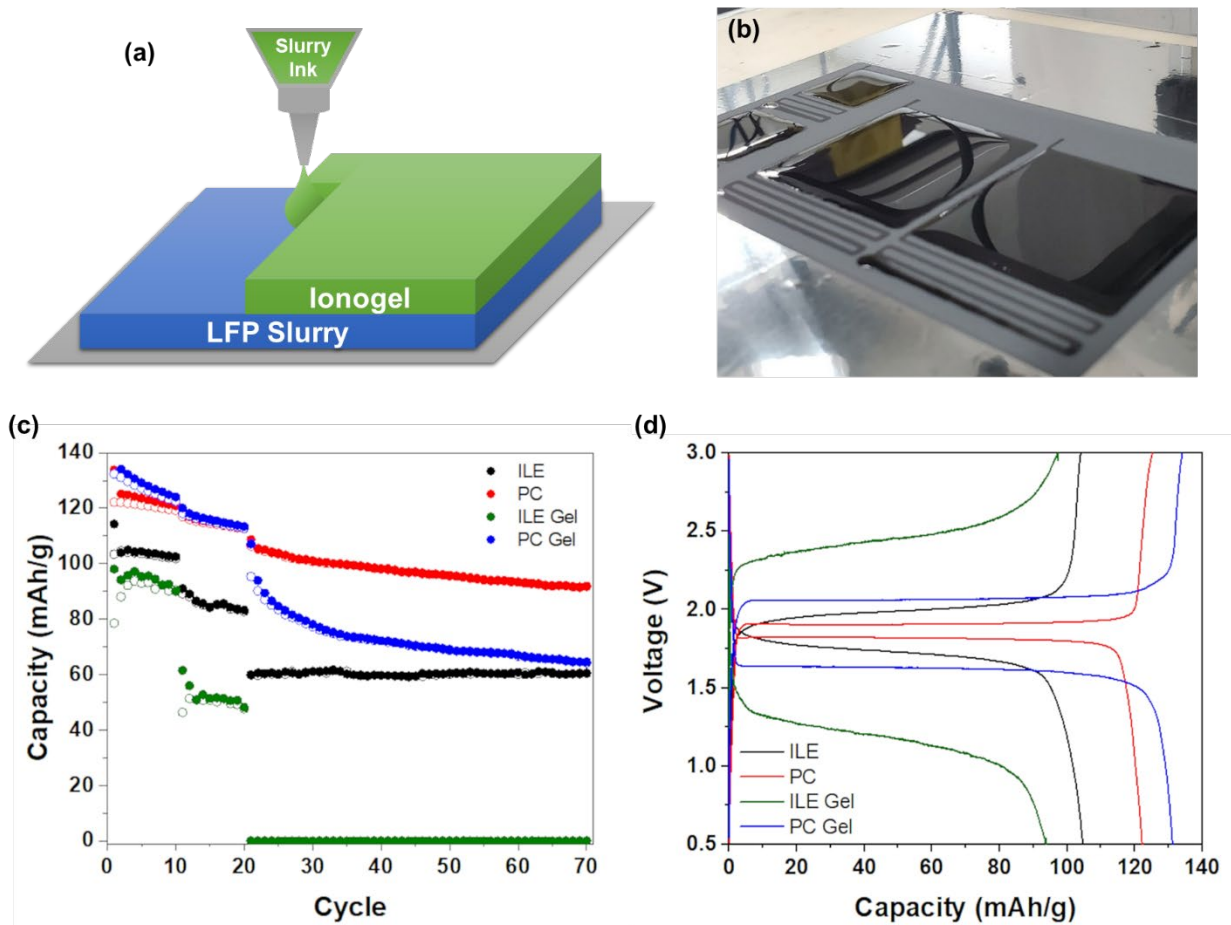 (a)
Slurry
Ink
Ionogel
LFP Slurry
(b)
(c)
140
120
100
80
60
40
20
0
Capacity (mAh/g)
ILE
PC
ILE Gel
PC Gel
0 10 20 30 40 50 60 70
Cycle
(d)
3.0
2.5
2.0
1.5
1.0
0.5
Voltage (V)
ILE
PC
ILE Gel
PC Gel
0 20 40 60 80 100 120 140
Capacity (mAh/g)